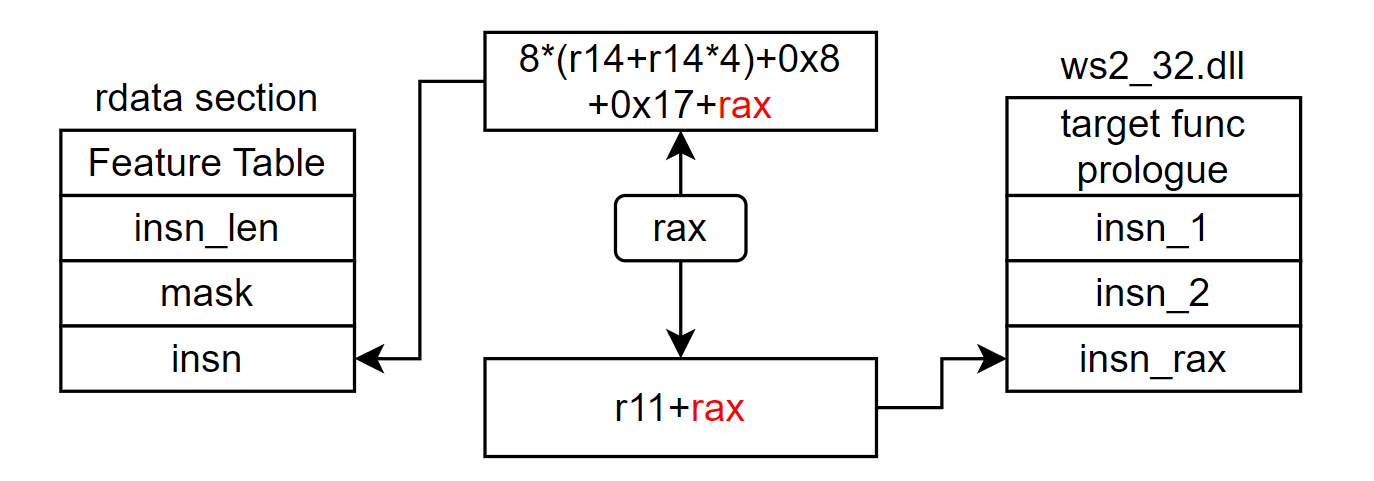 rdata section
Feature Table
insn_len
mask
insn
8*(r14+r14*4)+0x8
+0x17+rax
rax
r11+rax
ws2_32.dll
target func
prologue
insn_1
insn_2
insn_rax